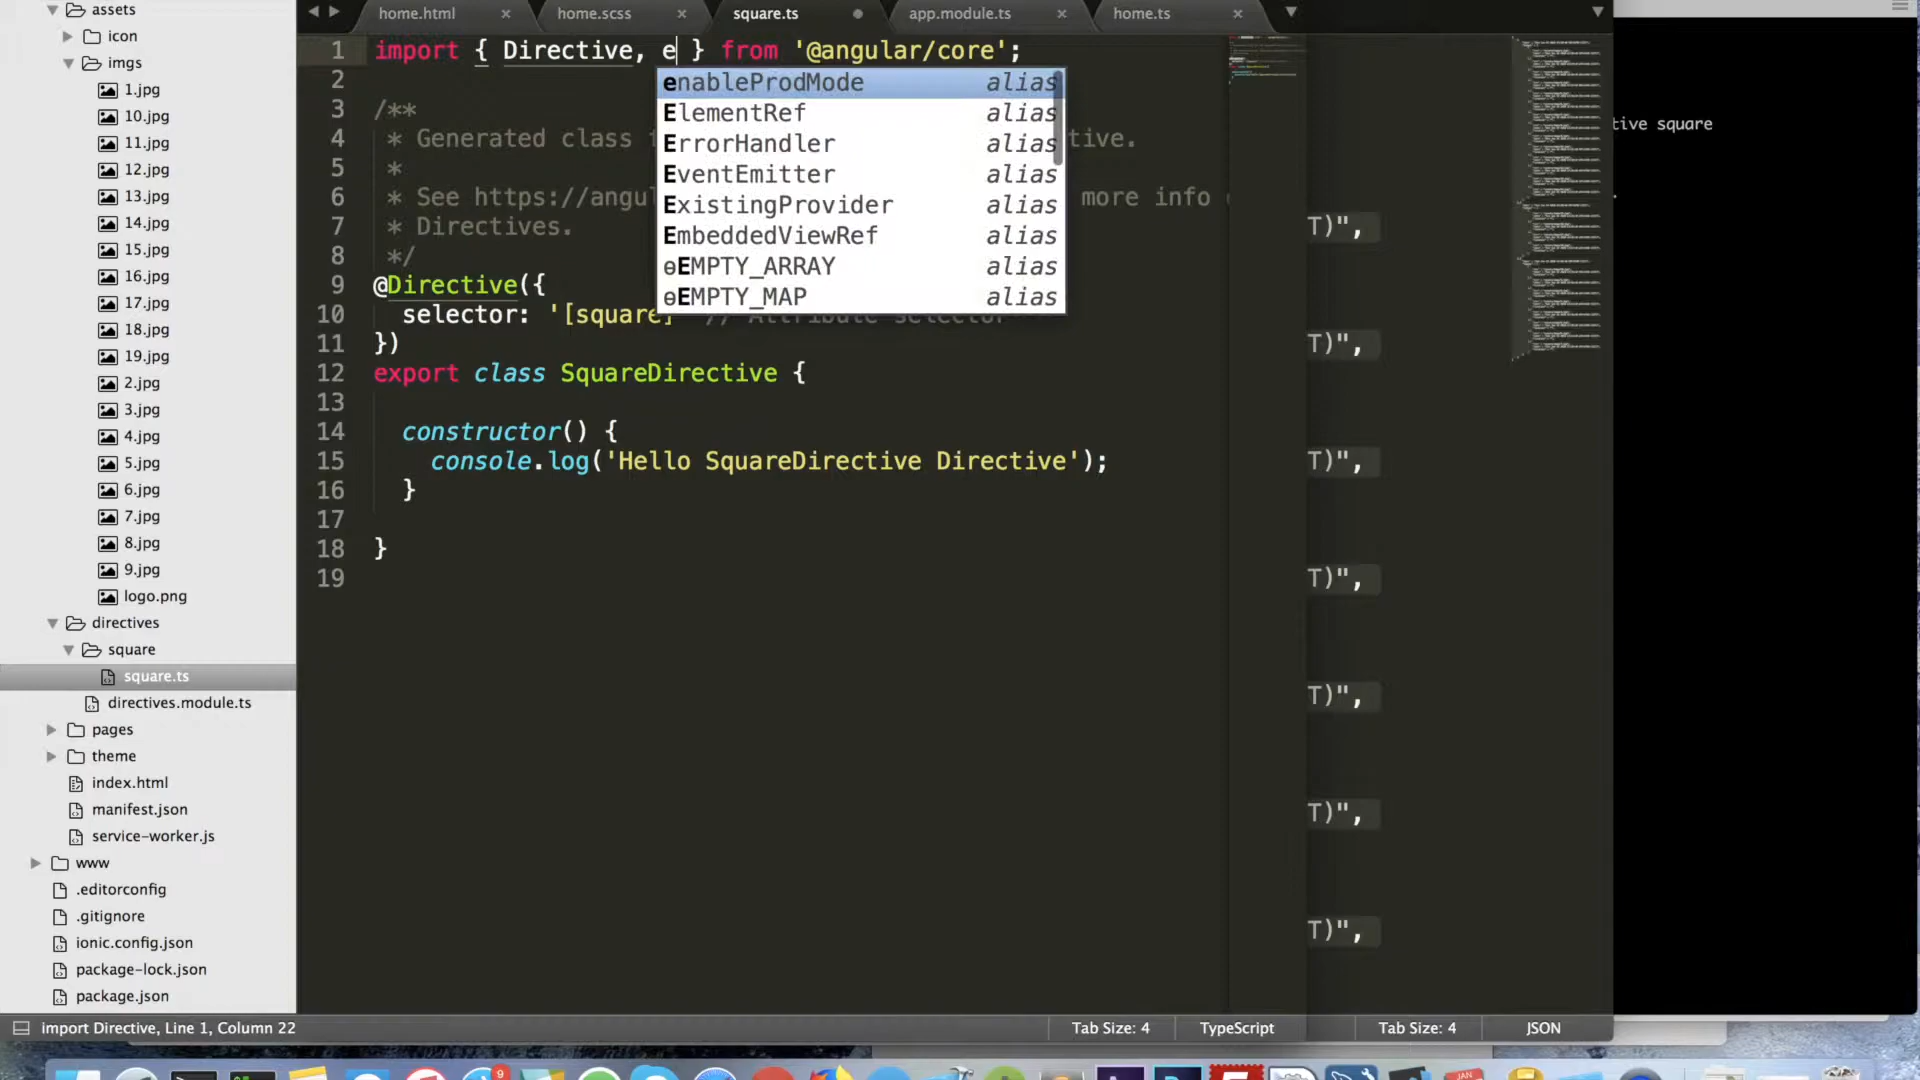 assets
icon
imgs
1.jpg
10.jpg
11.jpg
12.jpg
13.jpg
14.jpg
15.jpg
16.jpg
17.jpg
18.jpg
19.jpg
2.jpg
3.jpg
4.jpg
5.jpg
6.jpg
7.jpg
8.jpg
9.jpg
logo.png
directives
square
square.ts
directives.module.ts
pages
theme
index.html
manifest.json
service-worker.js
www
.editorconfig
.gitignore
ionic.config.json
package-lock.json
package.json
home.html
home.scss
square.ts
app.module.ts
home.ts
1 import { Directive, e } from '@angular/core';
2
3 /**
4 * Generated class tive.
5 *
6 * See https://angu more info
7 * Directives.
8 */
9 @Directive({
10 selector: '[square]
11 })
12 export class SquareDirective {
13
14 constructor() {
15 console.log('Hello SquareDirective Directive');
16 }
17
18 }
19
enableProdMode alias
ElementRef alias
ErrorHandler alias
EventEmitter alias
ExistingProvider alias
EmbeddedViewRef alias
ɵEMPTY_ARRAY alias
ɵEMPTY_MAP alias
tive square
T)",
T)",
T)",
T)",
T)",
T)",
T)",
import Directive, Line 1, Column 22
Tab Size: 4
TypeScript
Tab Size: 4
JSON
9
JAN